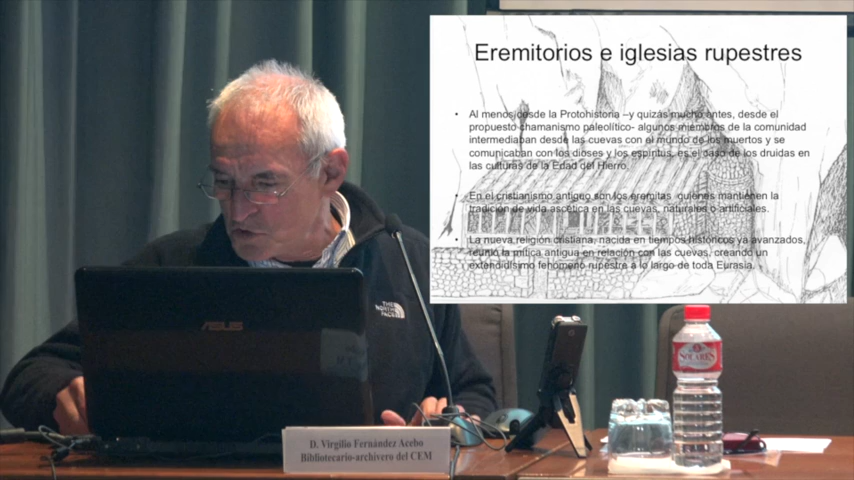 Eremitorios e iglesias rupestres
• Al menos desde la Protohistoria –y quizás mucho antes, desde el
propuesto chamanismo paleolítico- algunos miembros de la comunidad
intermediaban desde las cuevas con el mundo de los muertos y se
comunicaban con los dioses y los espíritus, es el caso de los druidas en
las culturas de la Edad del Hierro.
• En el cristianismo antiguo son los eremitas quienes mantienen la
tradición de vida ascética en las cuevas, naturales o artificiales.
• La nueva religión cristiana, nacida en tiempos históricos ya avanzados,
reunió la mítica antigua en relación con las cuevas, creando un
extendidísimo fenómeno rupestre a lo largo de toda Eurasia.
THE
NORTH
FACE
ASUS
SOLARES
D. Virgilio Fernández Acebo
Bibliotecario-archivero del CEM